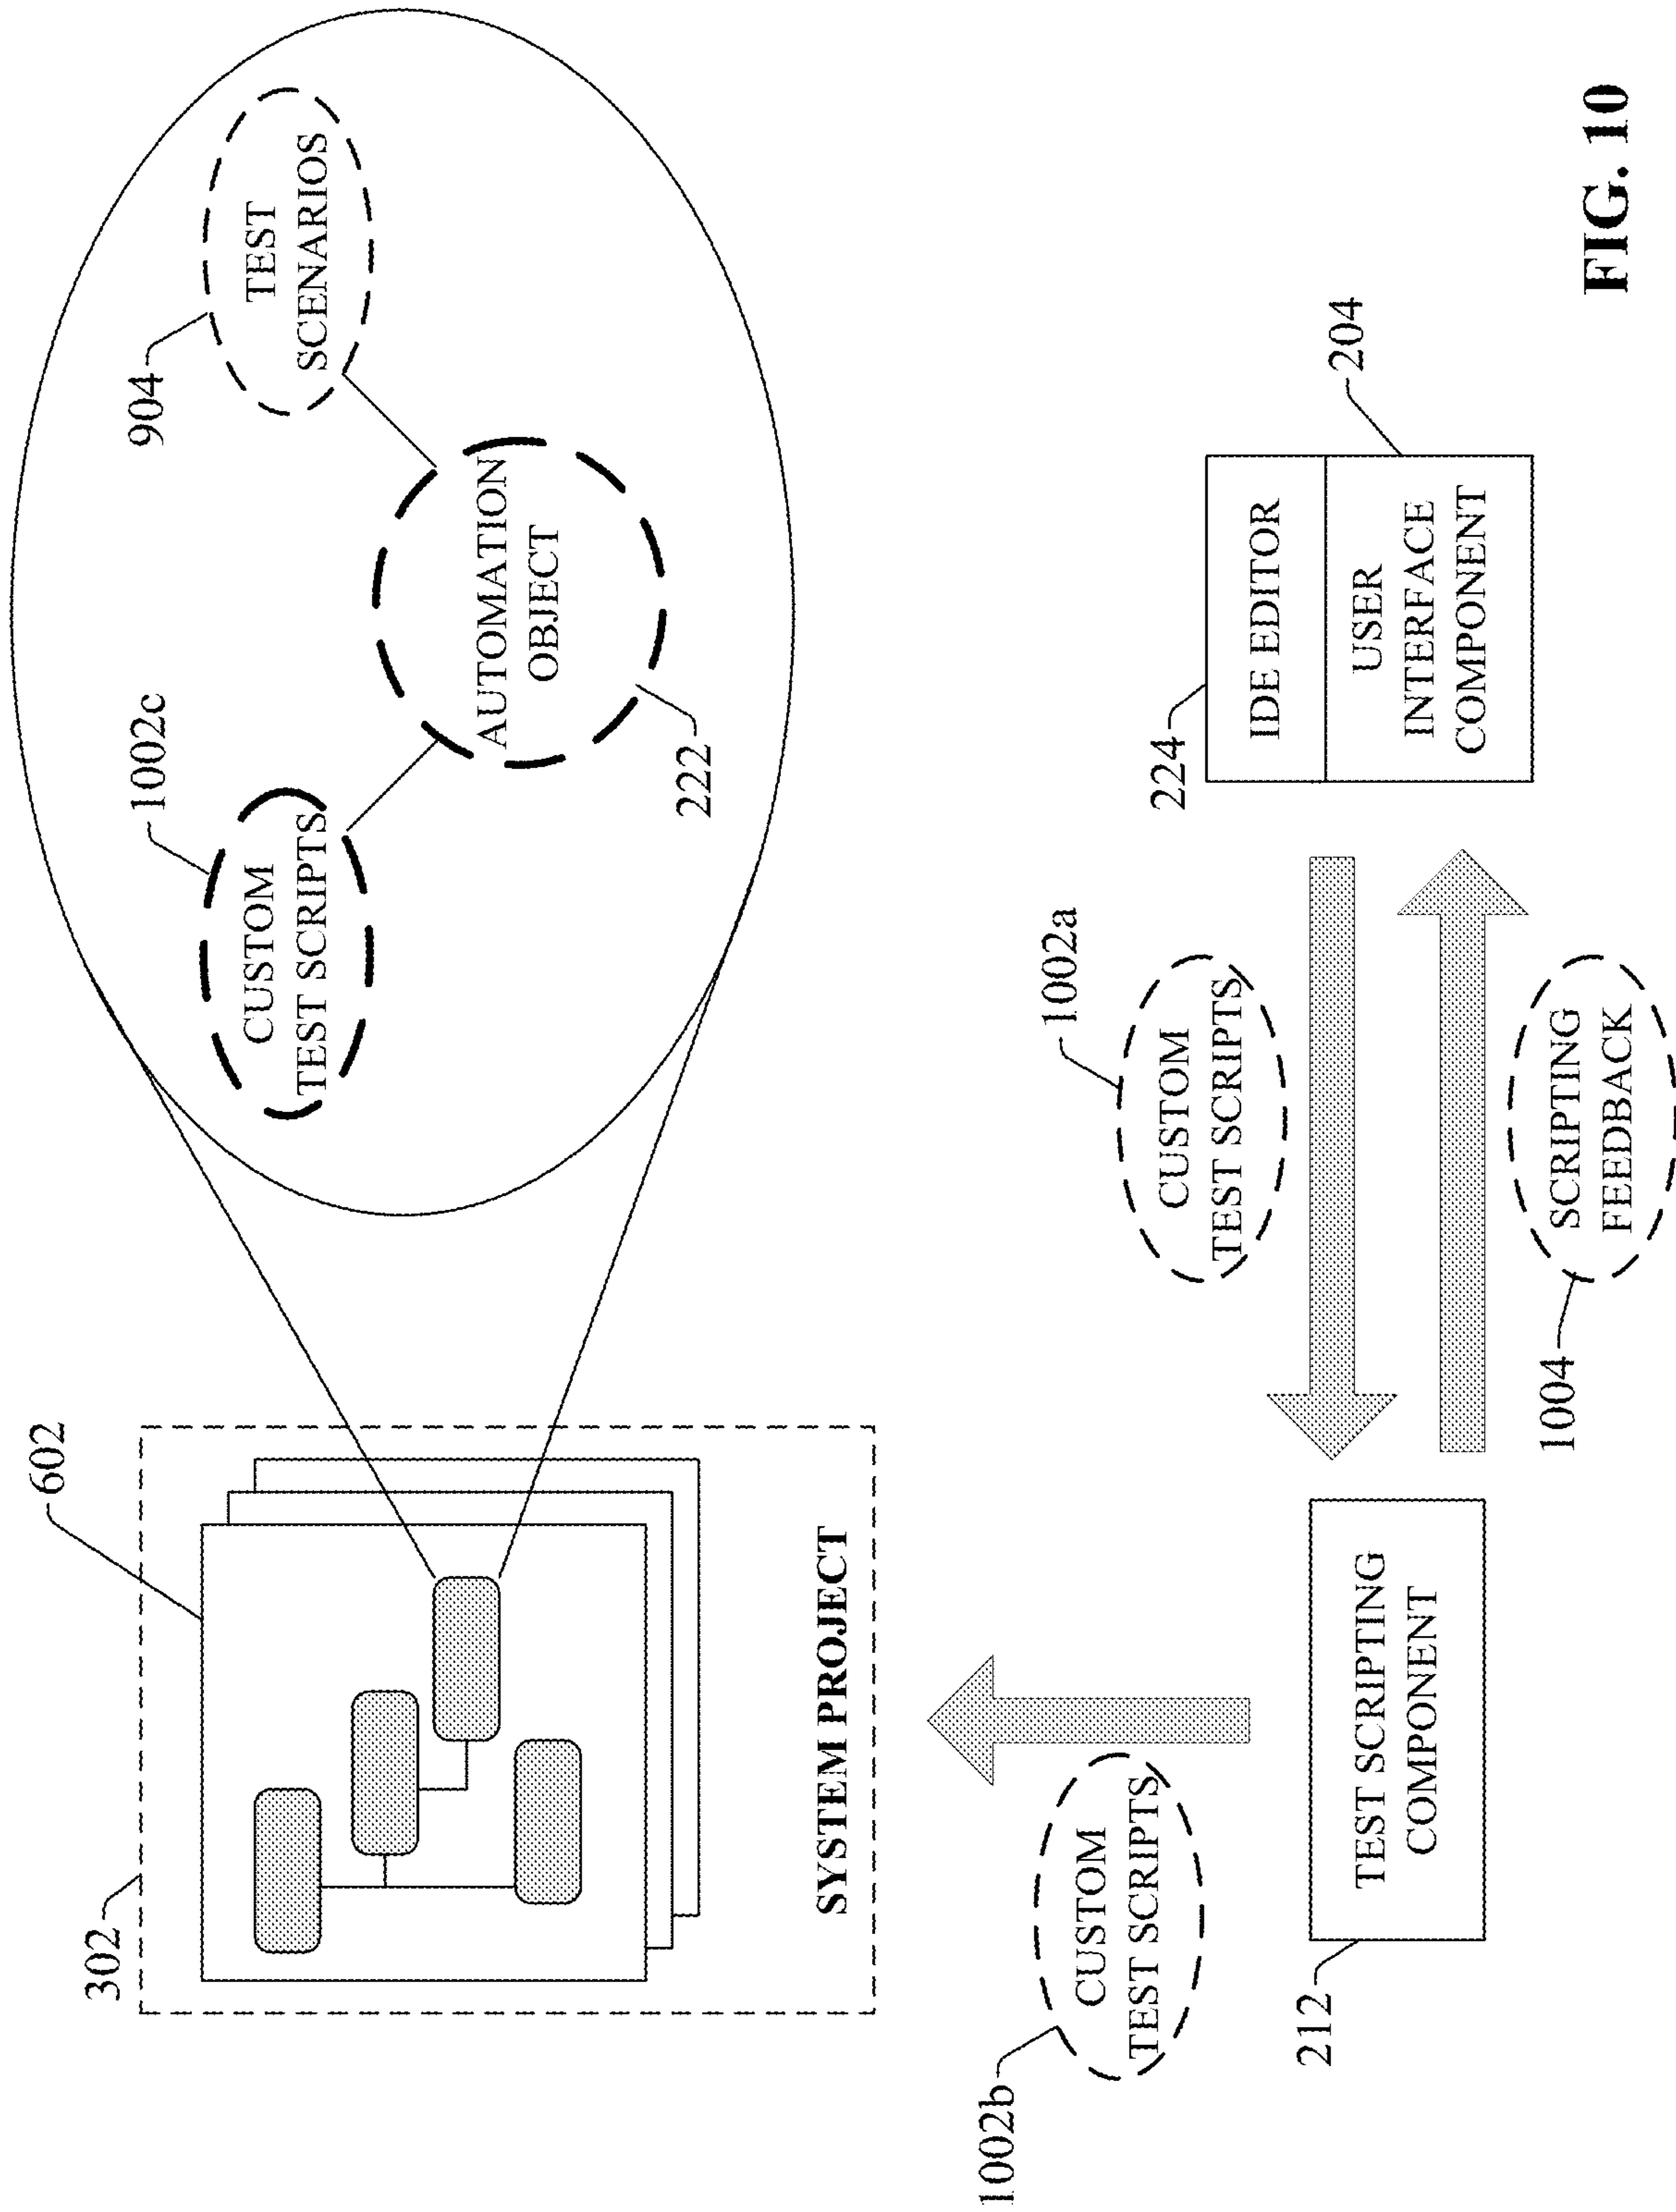 302
602
SYSTEM PROJECT
1002c
CUSTOM
TEST SCRIPTS
904
TEST
SCENARIOS
AUTOMATION
OBJECT
222
1002b
CUSTOM
TEST SCRIPTS
1002a
CUSTOM
TEST SCRIPTS
212
TEST SCRIPTING
COMPONENT
1004
SCRIPTING
FEEDBACK
224
IDE EDITOR
USER
INTERFACE
COMPONENT
204
FIG. 10